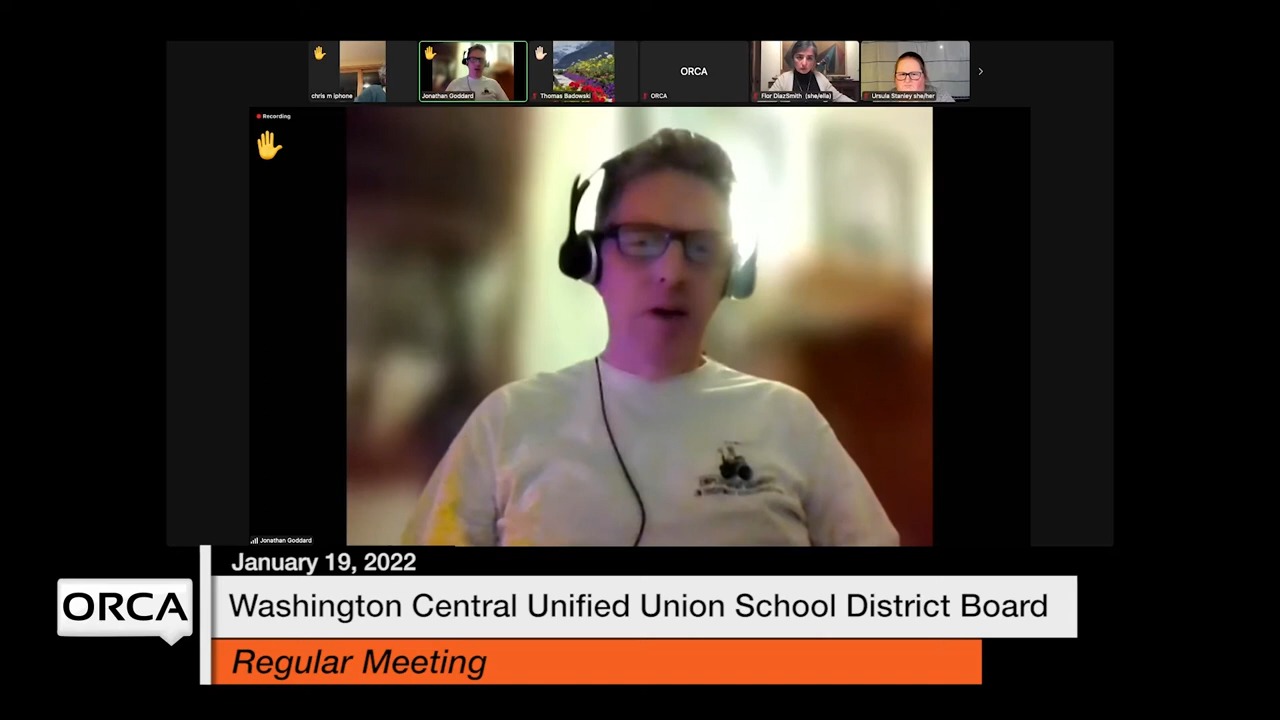 chris m iphone
Jonathan Goddard
Thomas Badowski
ORCA
ORCA
Flor DiazSmith (she/ella)
Ursula Stanley she/her
Recording
Jonathan Goddard
January 19, 2022
ORCA
Washington Central Unified Union School District Board
Regular Meeting